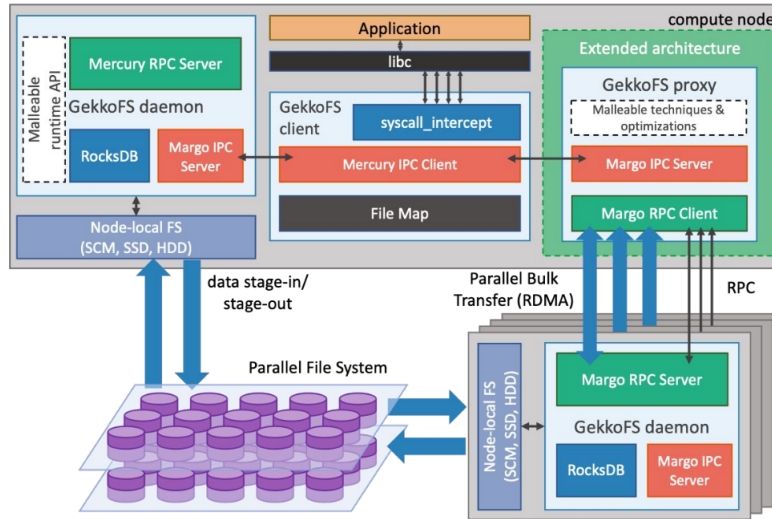 compute node
Application
libc
Malleable
runtime API
Mercury RPC Server
GekkoFS daemon
RocksDB
Margo IPC
Server
GekkoFS
client
syscall_intercept
Mercury IPC Client
File Map
Extended architecture
GekkoFS proxy
Malleable techniques &
optimizations
Margo IPC Server
Margo RPC Client
Node-local FS
(SCM, SSD, HDD)
data stage-in/
stage-out
Parallel Bulk
Transfer (RDMA)
RPC
Parallel File System
Node-local FS
(SCM, SSD, HDD)
Margo RPC Server
GekkoFS daemon
RocksDB
Margo IPC
Server